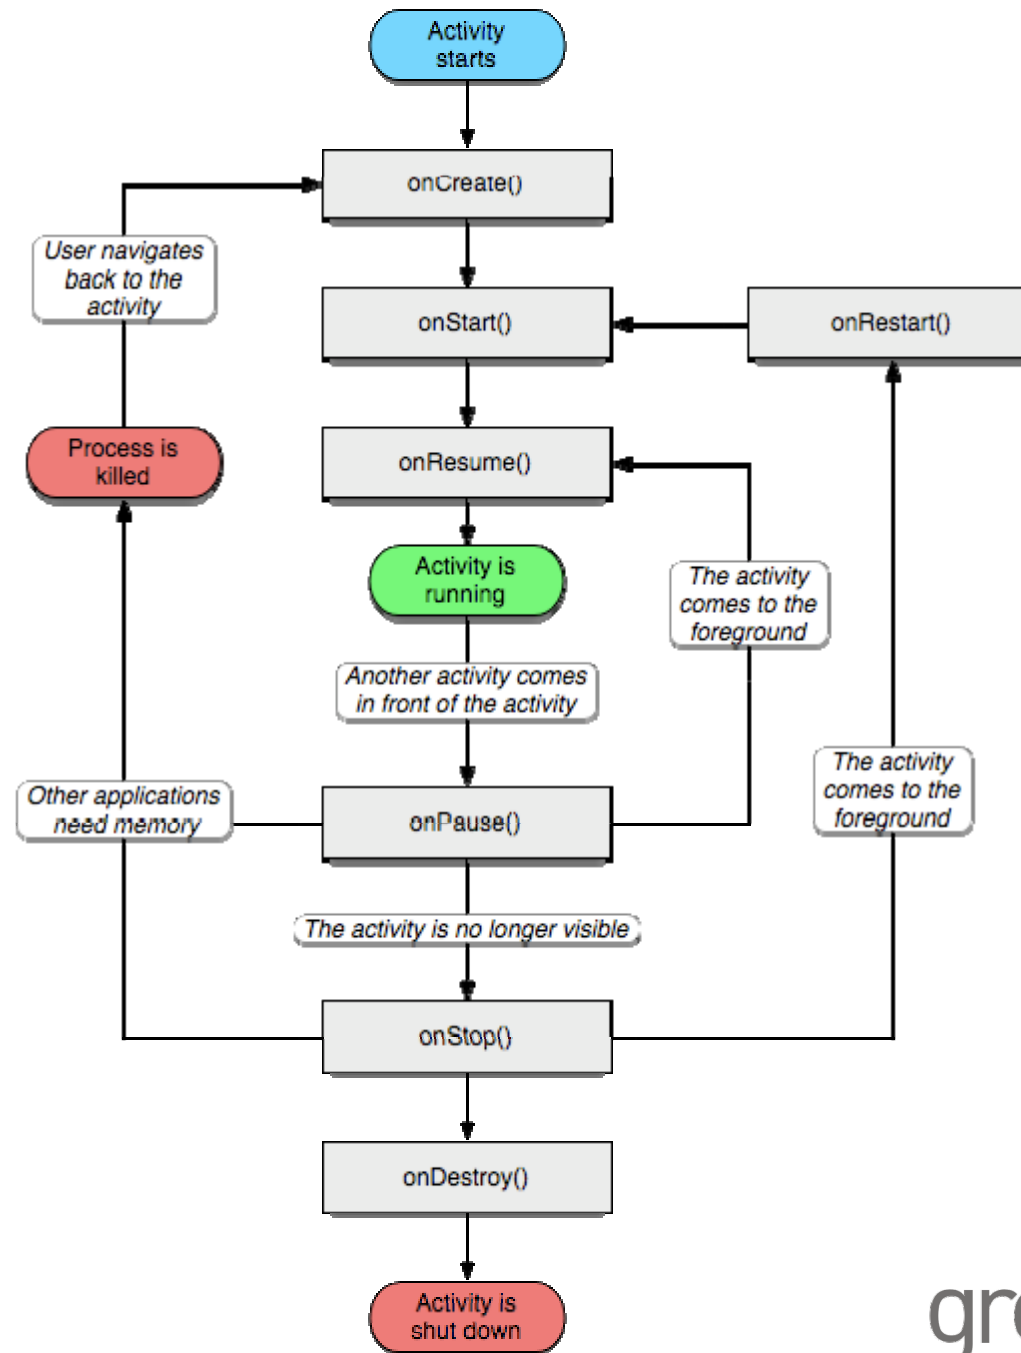 Activity
starts
onCreate()
User navigates
back to the
activity
onStart()
onRestart()
Process is
killed
onResume()
Activity is
running
The activity
comes to the
foreground
Another activity comes
in front of the activity
The activity
comes to the
foreground
Other applications
need memory
onPause()
The activity is no longer visible
onStop()
onDestroy()
Activity is
shut down